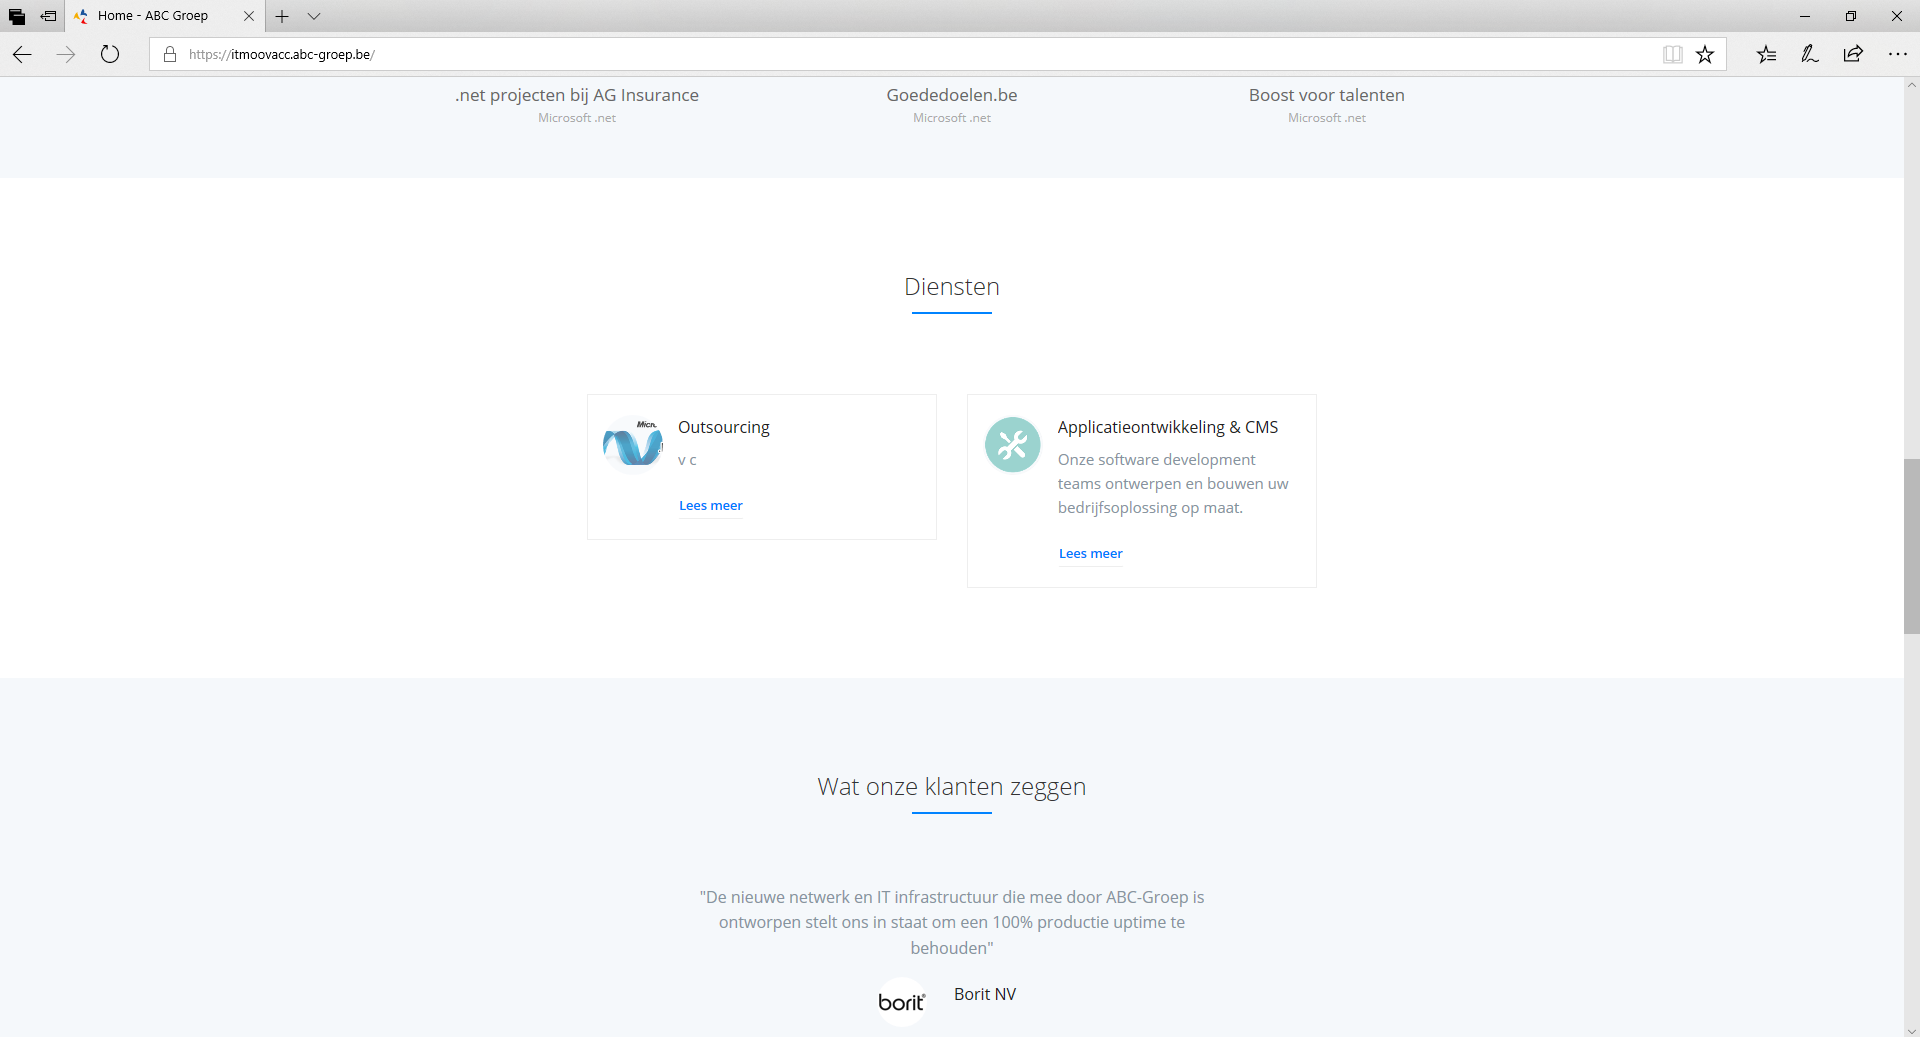 Home - ABC Groep
https://itmoovacc.abc-groep.be/
.net projecten bij AG Insurance
Microsoft .net
Goededoelen.be
Microsoft .net
Boost voor talenten
Microsoft .net
Diensten
Outsourcing
v c
Lees meer
Applicatieontwikkeling & CMS
Onze software development
teams ontwerpen en bouwen uw
bedrijfsoplossing op maat.
Lees meer
Wat onze klanten zeggen
"De nieuwe netwerk en IT infrastructuur die mee door ABC-Groep is
ontworpen stelt ons in staat om een 100% productie uptime te
behouden"
borit
Borit NV